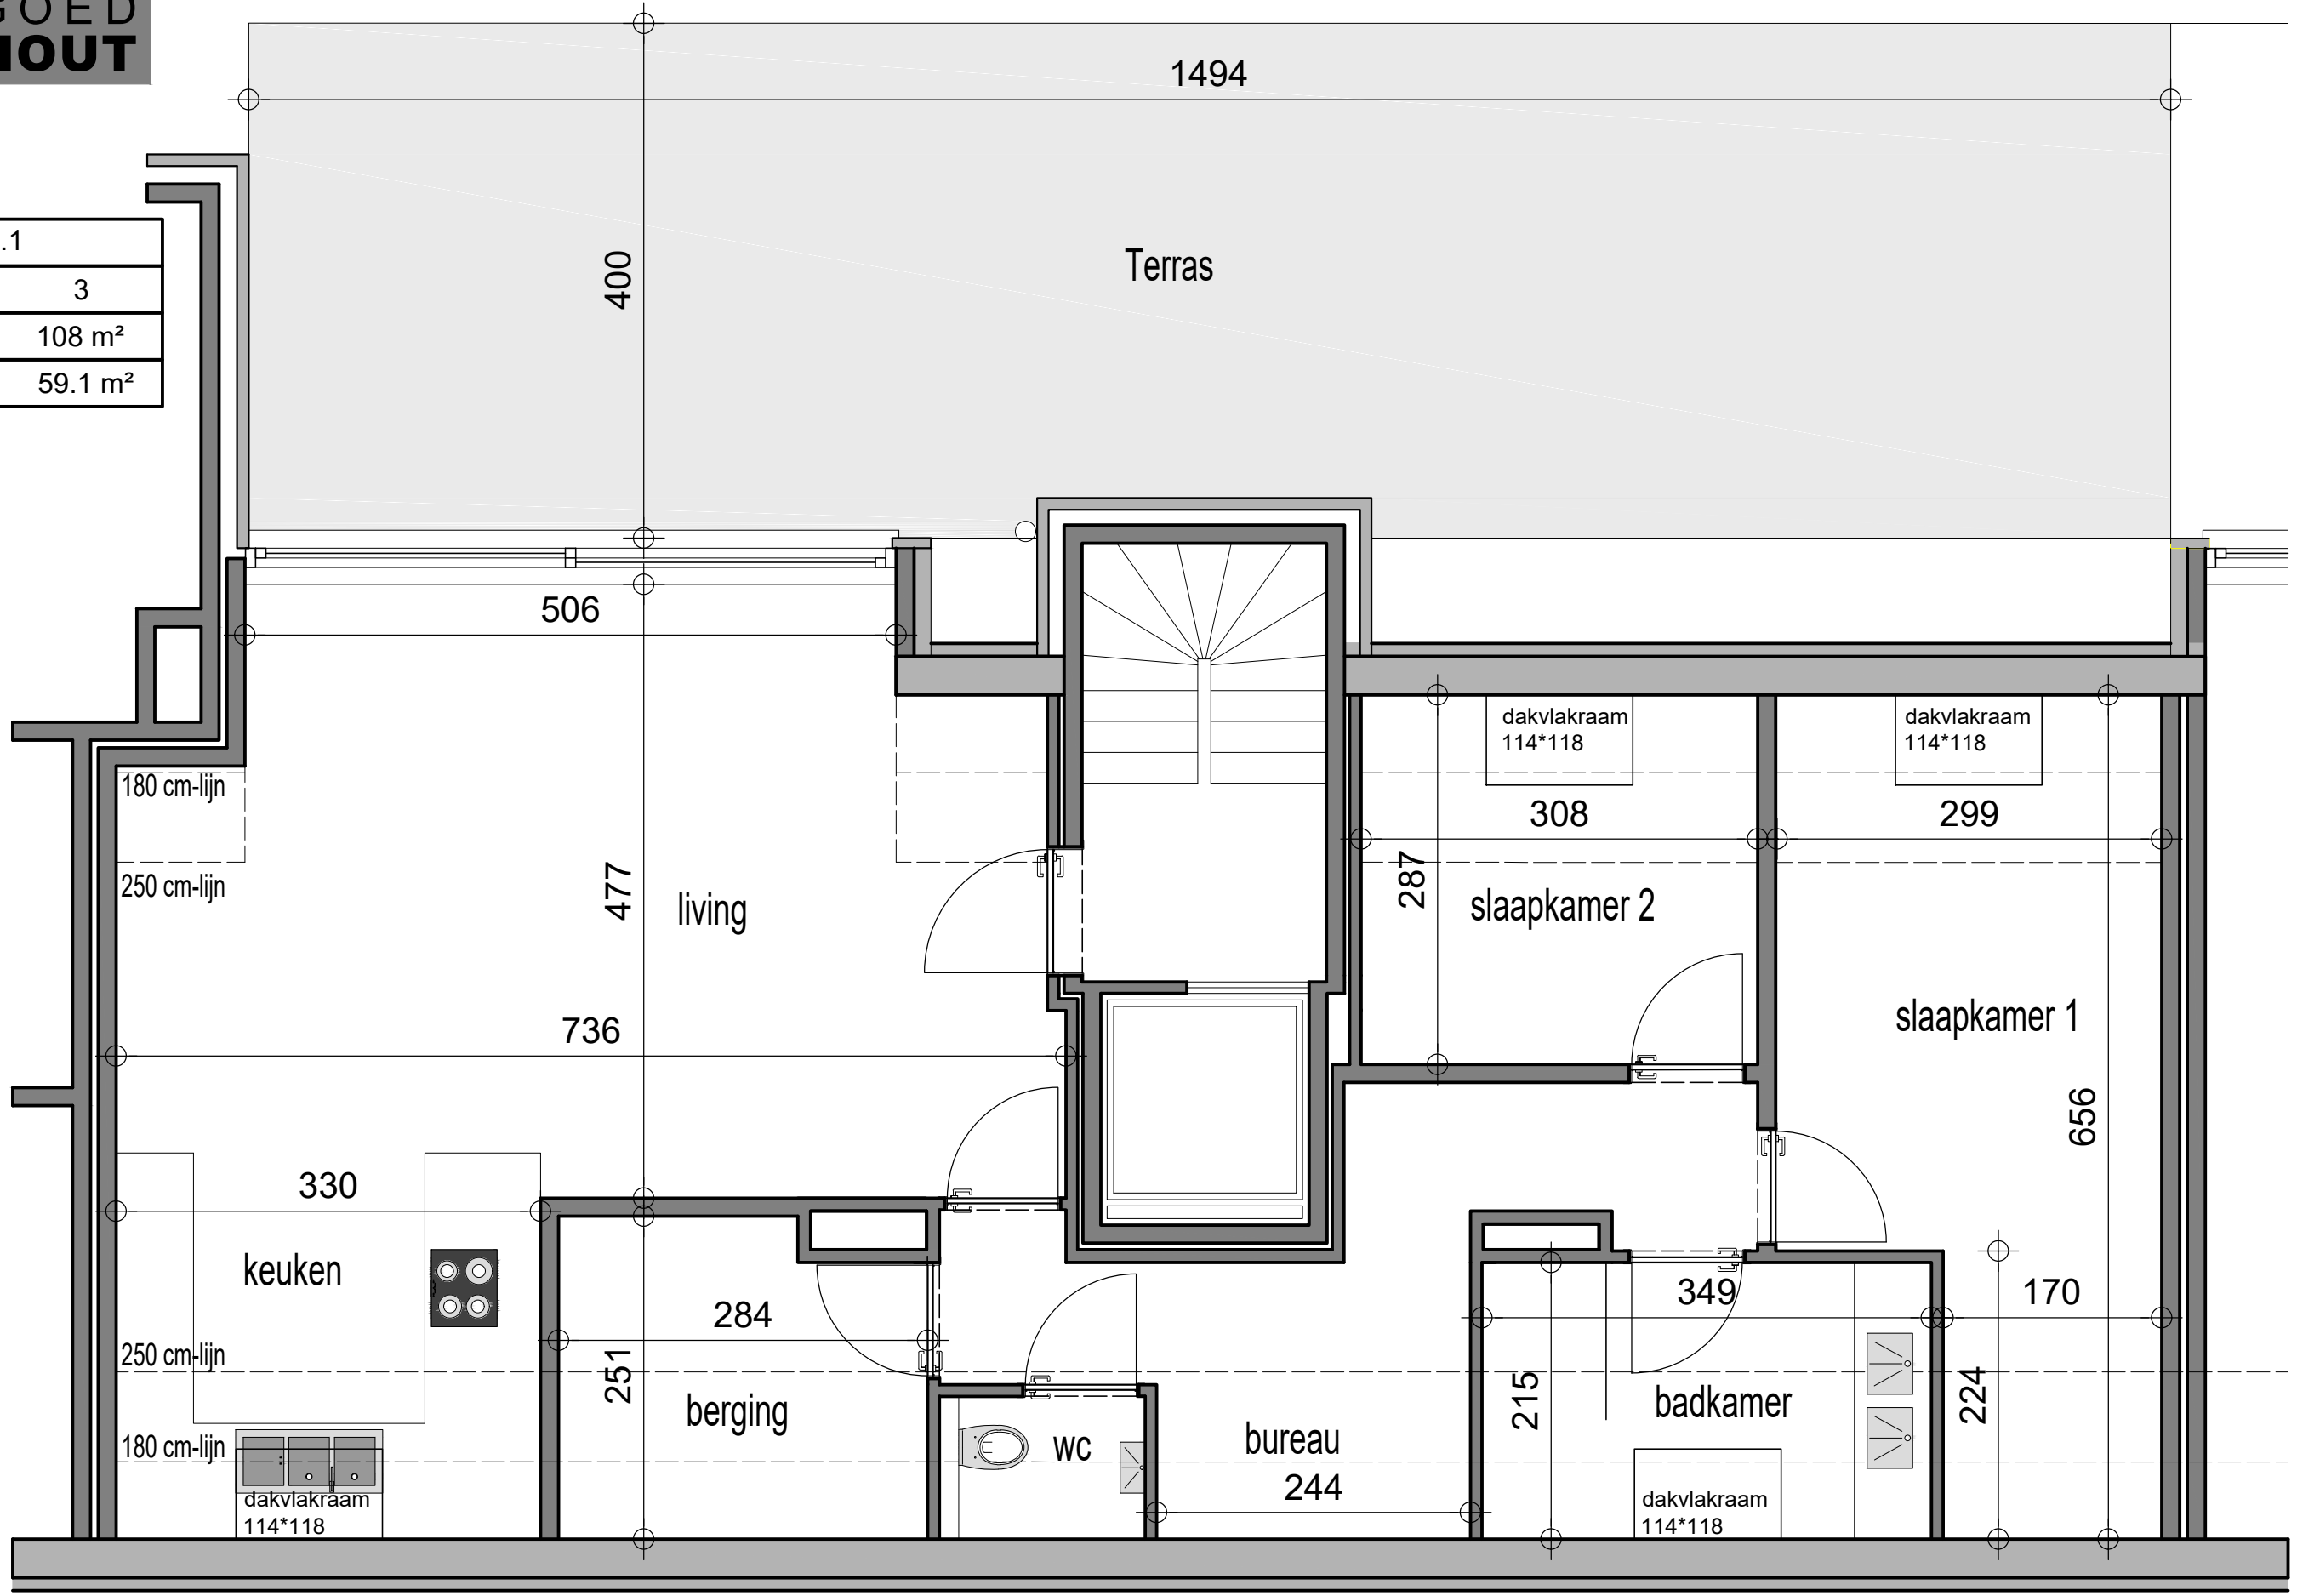 GOED
HOUT
1494
.1
3
108 m²
59.1 m²
400
Terras
506
dakvlakraam
114*118
dakvlakraam
114*118
180 cm-lijn
308
299
250 cm-lijn
477
living
287
slaapkamer 2
slaapkamer 1
736
656
330
keuken
284
349
170
250 cm-lijn
251
berging
215
badkamer
224
180 cm-lijn
wc
bureau
244
dakvlakraam
114*118
dakvlakraam
114*118